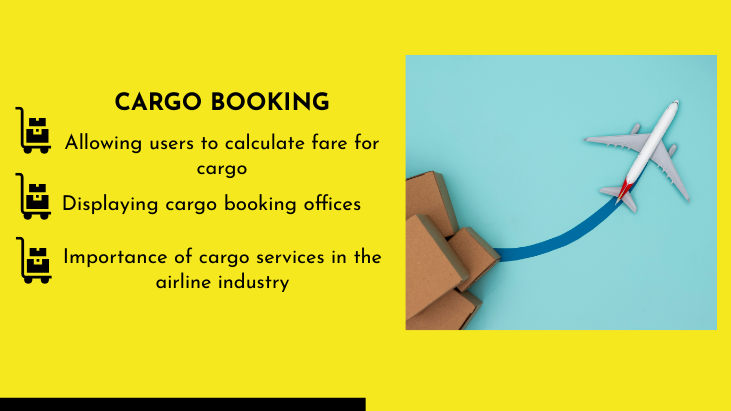 CARGO BOOKING
Allowing users to calculate fare for
cargo
Displaying cargo booking offices
Importance of cargo services in the
airline industry